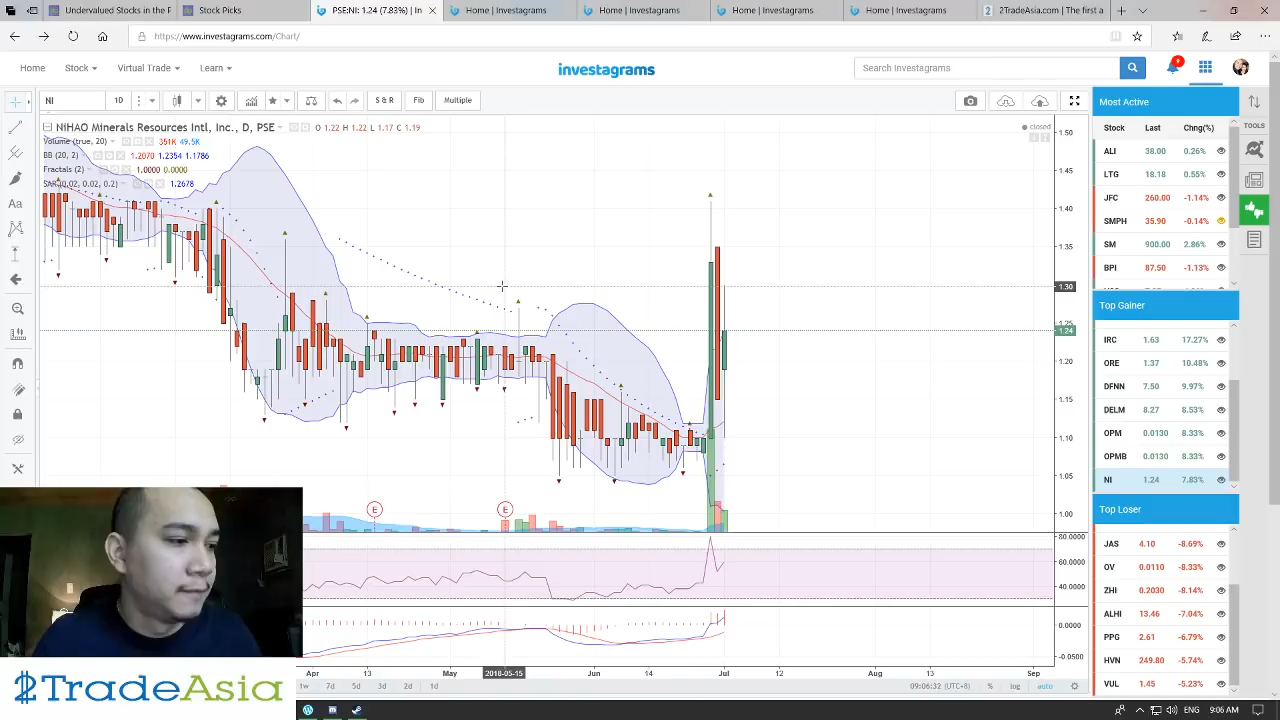 Undervalued Stocks in the P
Stock Picks
PSE:NI: 1.24 (7.83%) | In
Home | Investagrams
Home | Investagrams
Home | Investagrams
Home | Investagrams
2TradeAsia.com | The first a
https://www.investagrams.com/Chart/
Home
Stock
Virtual Trade
Learn
investagrams
Search Investagrams
NI
1D
S & R
Fib
Multiple
NIHAO Minerals Resources Intl, Inc., D, PSE
O 1.22 H 1.22 L 1.17 C 1.19
closed
Volume (true, 20)
351K 49.5K
BB (20, 2)
1.2070 1.2354 1.1786
Fractals (2)
1.0000 0.0000
SAR (0.02, 0.02, 0.2)
1.2678
1.50
1.45
1.40
1.35
1.30
1.25
1.24
1.20
1.15
1.10
1.05
1.00
E
E
80.0000
60.0000
40.0000
0.0000
-0.0500
Apr
13
May
2018-05-15
Jun
14
Jul
12
Aug
13
Sep
1w
7d
5d
3d
2d
1d
09:06:32 (UTC+8)
%
log
auto
Most Active
Stock Last Chng(%)
ALI 38.00 0.26%
LTG 18.18 0.55%
JFC 260.00 -1.14%
SMPH 35.90 -0.14%
SM 900.00 2.86%
BPI 87.50 -1.13%
Top Gainer
IRC 1.63 17.27%
ORE 1.37 10.48%
DFNN 7.50 9.97%
DELM 8.27 8.53%
OPM 0.0130 8.33%
OPMB 0.0130 8.33%
NI 1.24 7.83%
Top Loser
JAS 4.10 -8.69%
OV 0.0110 -8.33%
ZHI 0.2030 -8.14%
ALHI 13.46 -7.04%
PPG 2.61 -6.79%
HVN 249.80 -5.74%
VUL 1.45 -5.23%
TOOLS
2TradeAsia
ENG
9:06 AM